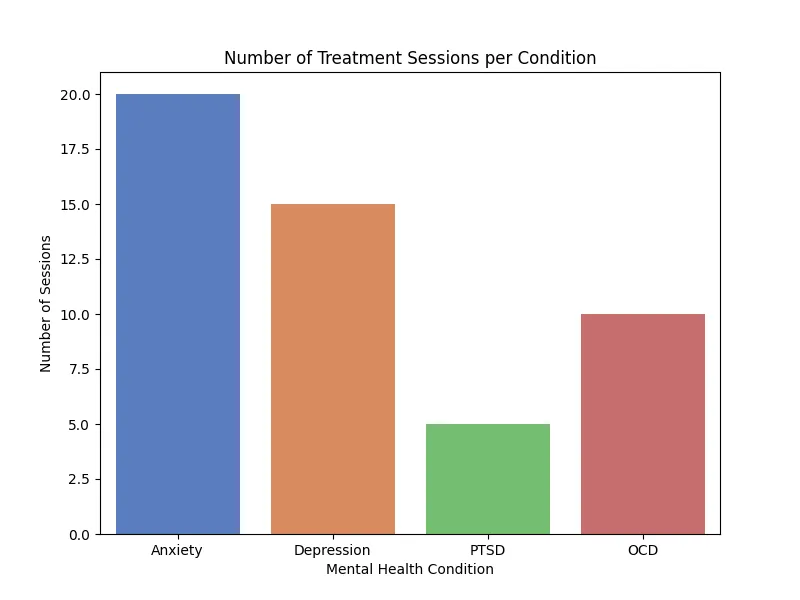 Number of Treatment Sessions per Condition
20.0
17.5
15.0
12.5
10.0
7.5
5.0
2.5
0.0
Number of Sessions
Anxiety Depression PTSD OCD
Mental Health Condition